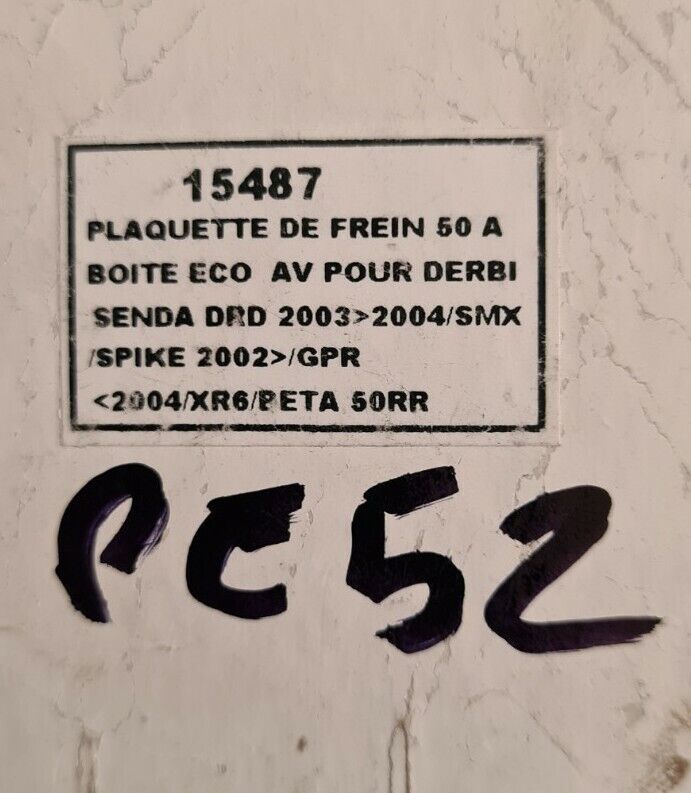 15487
PLAQUETTE DE FREIN 50 A
BOITE ECO AV POUR DERBI
SENDA DRD 2003>2004/SMX
/SPIKE 2002>/GPR
<2004/XR6/BETA 50RR
PC52